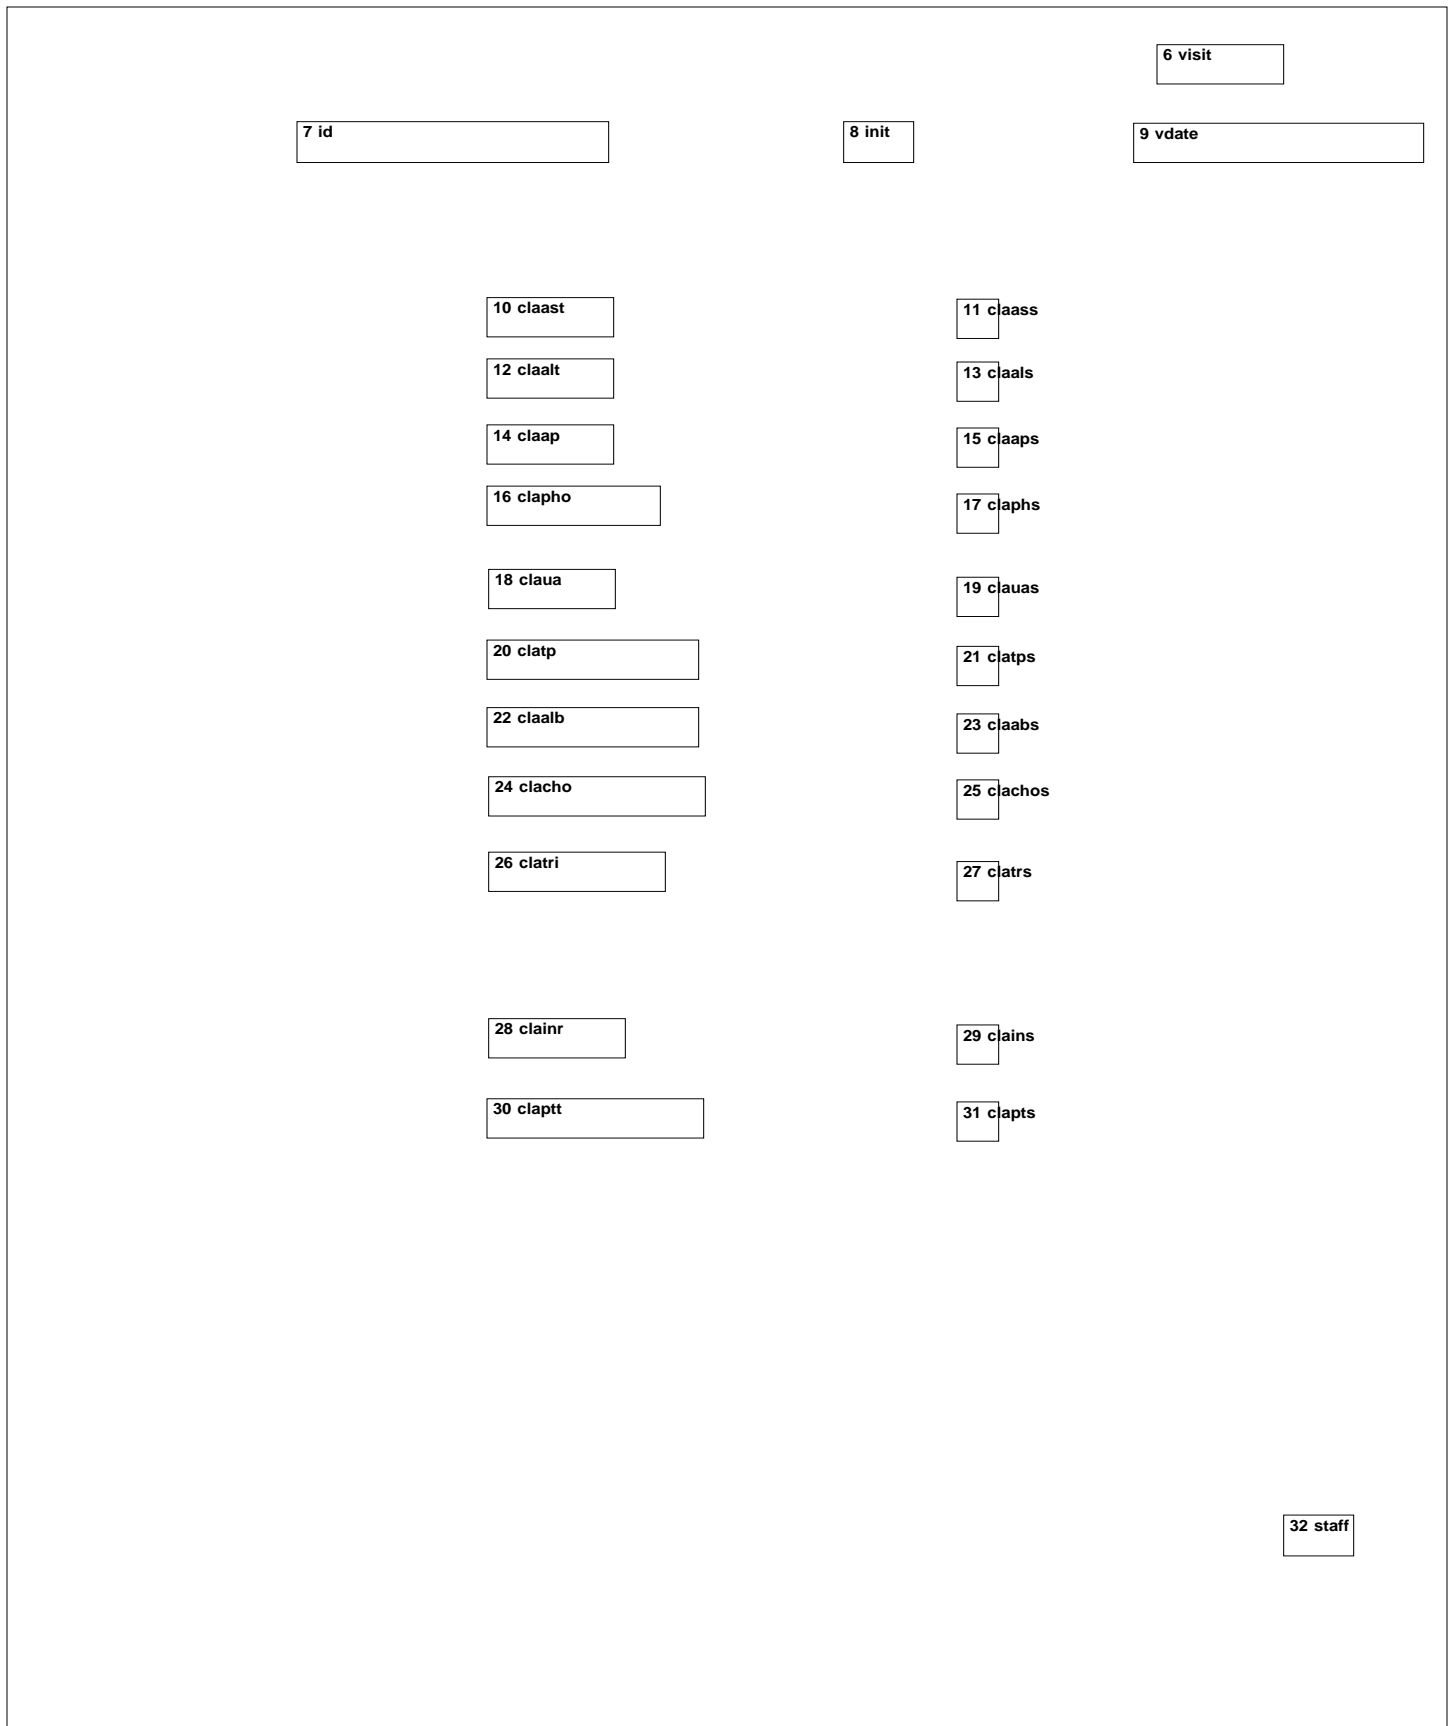 6 visit
7 id
8 init
9 vdate
10 claast
11 claass
12 claalt
13 claals
14 claap
15 claaps
16 clapho
17 claphs
18 claua
19 clauas
20 clatp
21 clatps
22 claalb
23 claabs
24 clacho
25 clachos
26 clatri
27 clatrs
28 clainr
29 clains
30 claptt
31 clapts
32 staff